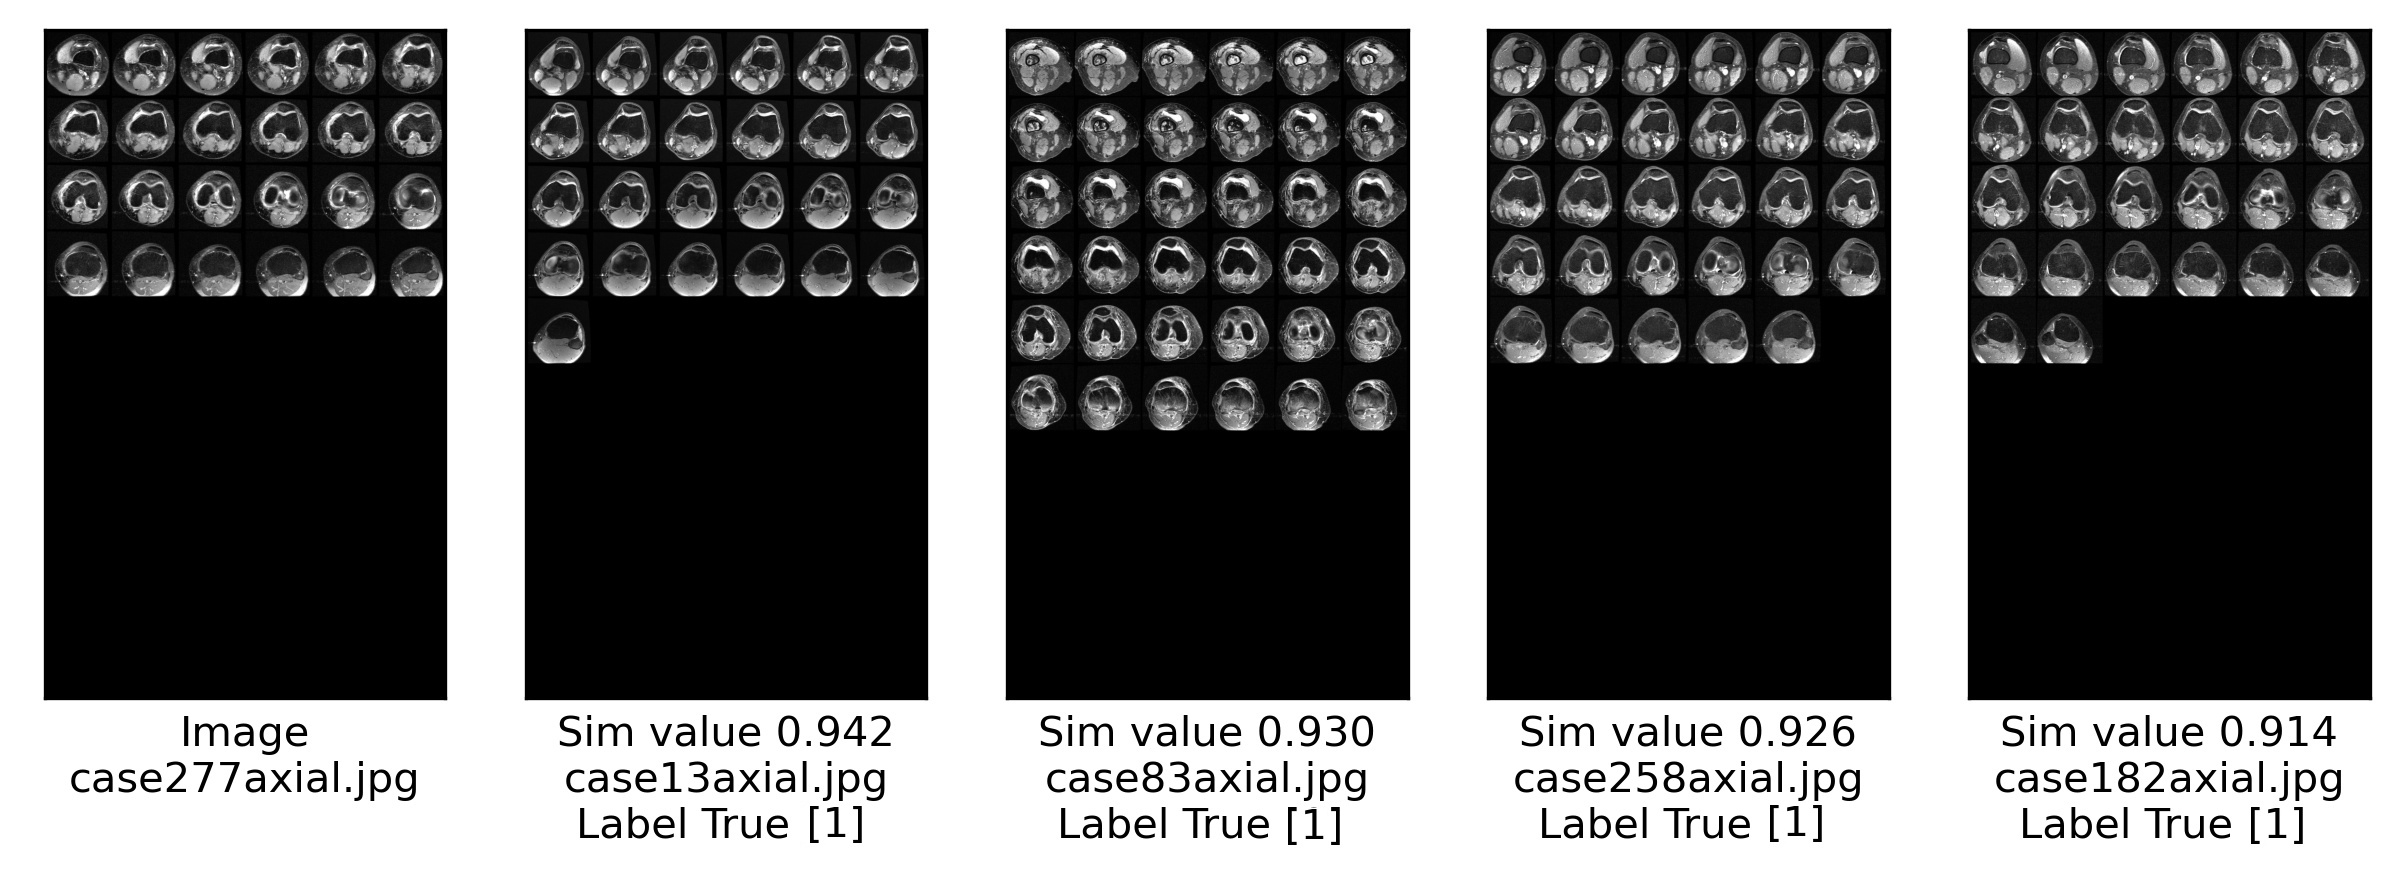 Image
case277axial.jpg
Sim value 0.942
case13axial.jpg
Label True [1]
Sim value 0.930
case83axial.jpg
Label True [1]
Sim value 0.926
case258axial.jpg
Label True [1]
Sim value 0.914
case182axial.jpg
Label True [1]